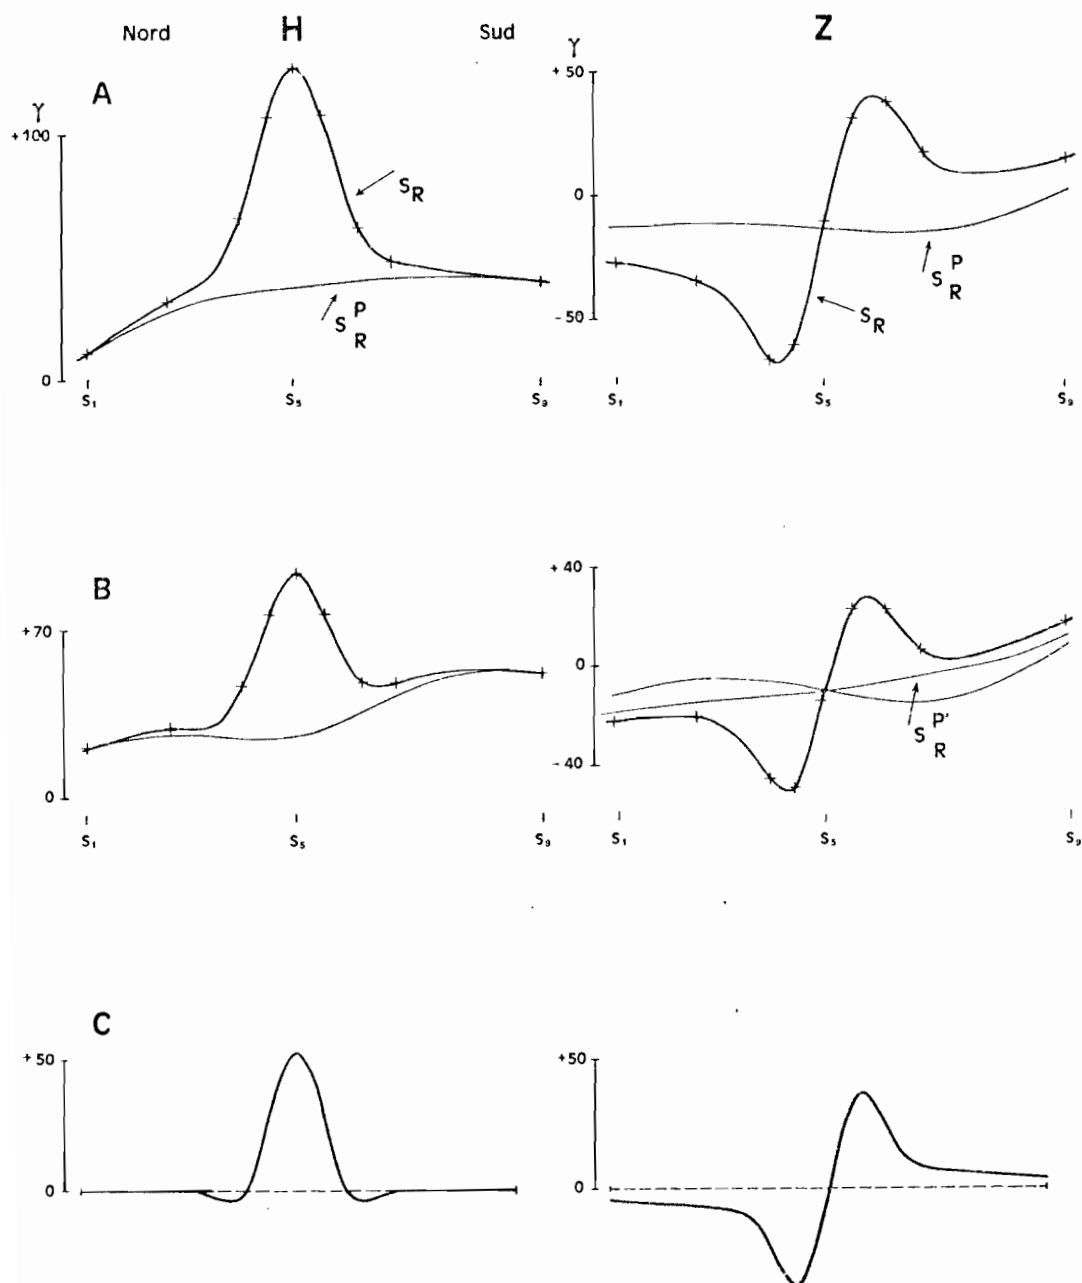 Nord H Sud Z
A
γ
+100
0
S_R
S_R^P
S₁ S₅ S₉
γ
+50
0
-50
S_R^P
S_R
S₁ S₅ S₉
B
+70
0
S₁ S₅ S₉
+40
0
-40
S_R^P'
S₁ S₅ S₉
C
+50
0
+50
0